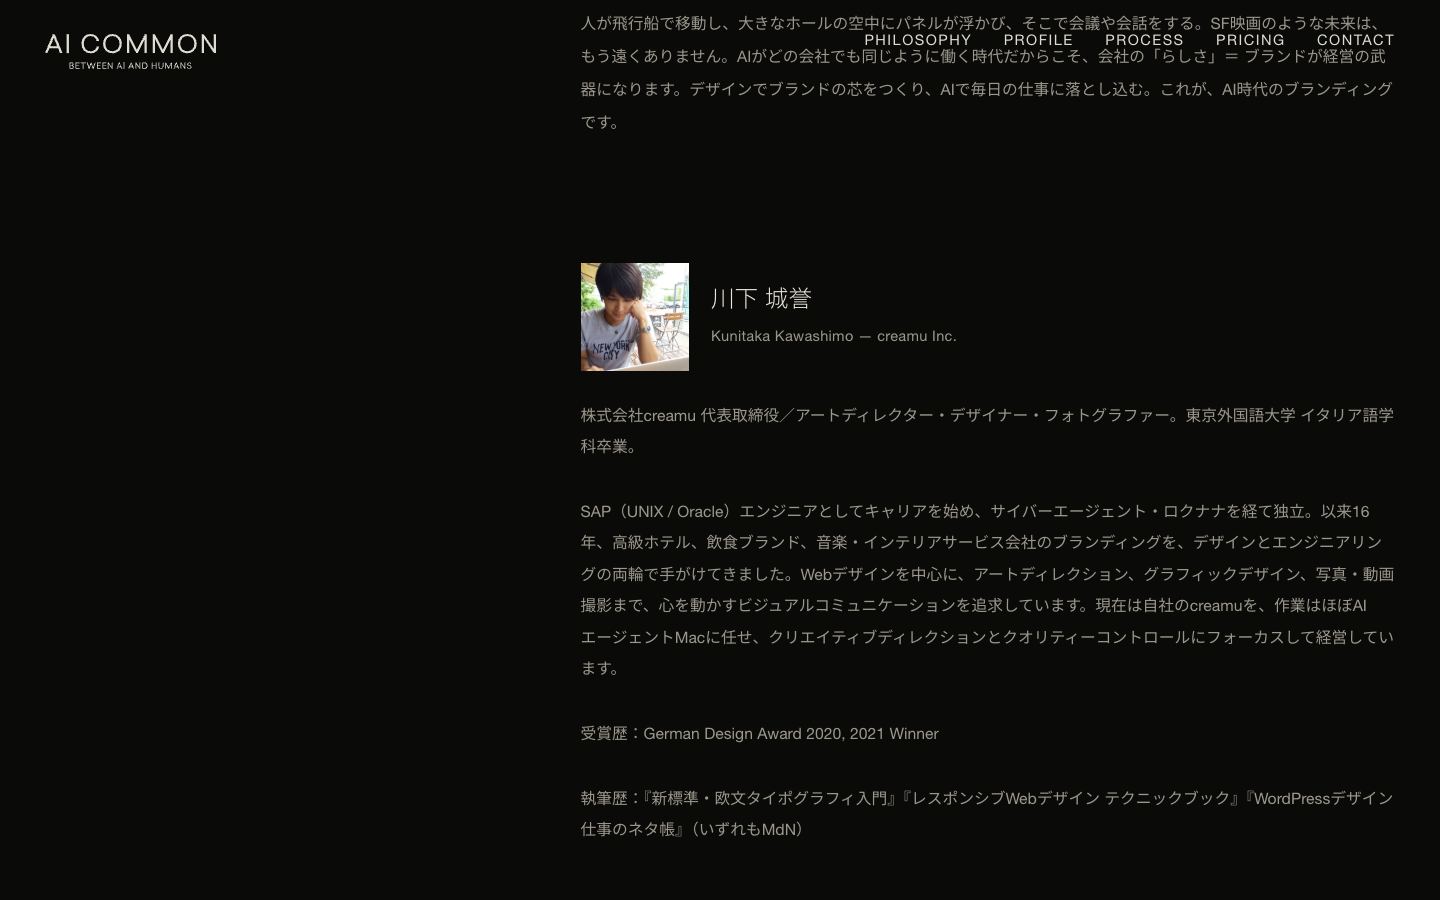 AI COMMON
BETWEEN AI AND HUMANS
PHILOSOPHY PROFILE PROCESS PRICING CONTACT
人が飛行船で移動し、大きなホールの空中にパネルが浮かび、そこで会議や会話をする。SF映画のような未来は、
もう遠くありません。AIがどの会社でも同じように働く時代だからこそ、会社の「らしさ」＝ ブランドが経営の武
器になります。デザインでブランドの芯をつくり、AIで毎日の仕事に落とし込む。これが、AI時代のブランディング
です。
NEW YORK
CITY
川下 城誉
Kunitaka Kawashimo — creamu Inc.
株式会社creamu 代表取締役／アートディレクター・デザイナー・フォトグラファー。東京外国語大学 イタリア語学
科卒業。
SAP（UNIX / Oracle）エンジニアとしてキャリアを始め、サイバーエージェント・ロクナナを経て独立。以来16
年、高級ホテル、飲食ブランド、音楽・インテリアサービス会社のブランディングを、デザインとエンジニアリン
グの両輪で手がけてきました。Webデザインを中心に、アートディレクション、グラフィックデザイン、写真・動画
撮影まで、心を動かすビジュアルコミュニケーションを追求しています。現在は自社のcreamuを、作業はほぼAI
エージェントMacに任せ、クリエイティブディレクションとクオリティーコントロールにフォーカスして経営してい
ます。
受賞歴：German Design Award 2020, 2021 Winner
執筆歴：『新標準・欧文タイポグラフィ入門』『レスポンシブWebデザイン テクニックブック』『WordPressデザイン
仕事のネタ帳』（いずれもMdN）